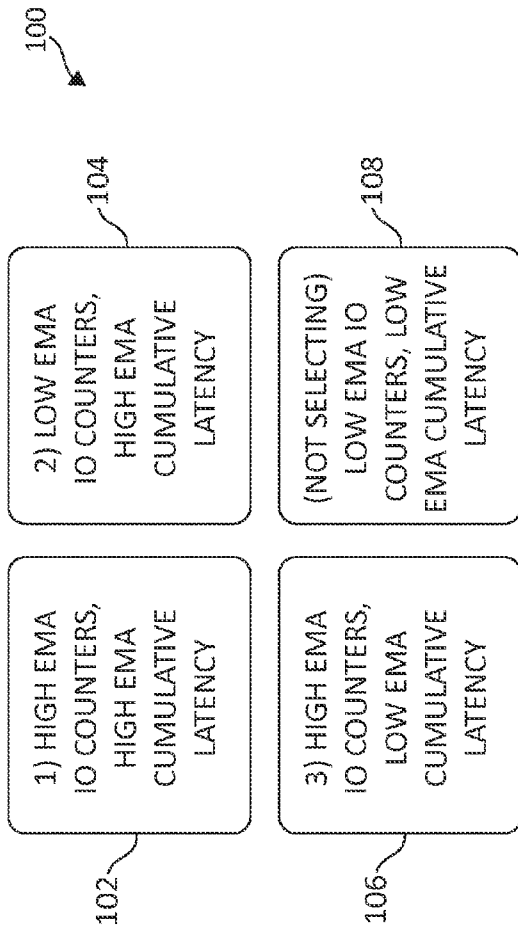 100
102
1) HIGH EMA
IO COUNTERS,
HIGH EMA
CUMULATIVE
LATENCY
104
2) LOW EMA
IO COUNTERS,
HIGH EMA
CUMULATIVE
LATENCY
106
3) HIGH EMA
IO COUNTERS,
LOW EMA
CUMULATIVE
LATENCY
108
(NOT SELECTING)
LOW EMA IO
COUNTERS, LOW
EMA CUMULATIVE
LATENCY